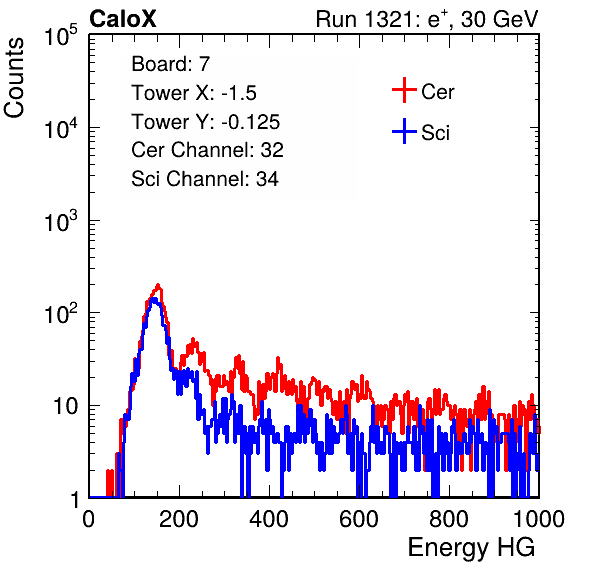 CaloX Run 1321: e⁺, 30 GeV
Counts
10⁵
10⁴
10³
10²
10
1
Board: 7
Tower X: -1.5
Tower Y: -0.125
Cer Channel: 32
Sci Channel: 34
Cer
Sci
0 200 400 600 800 1000
Energy HG